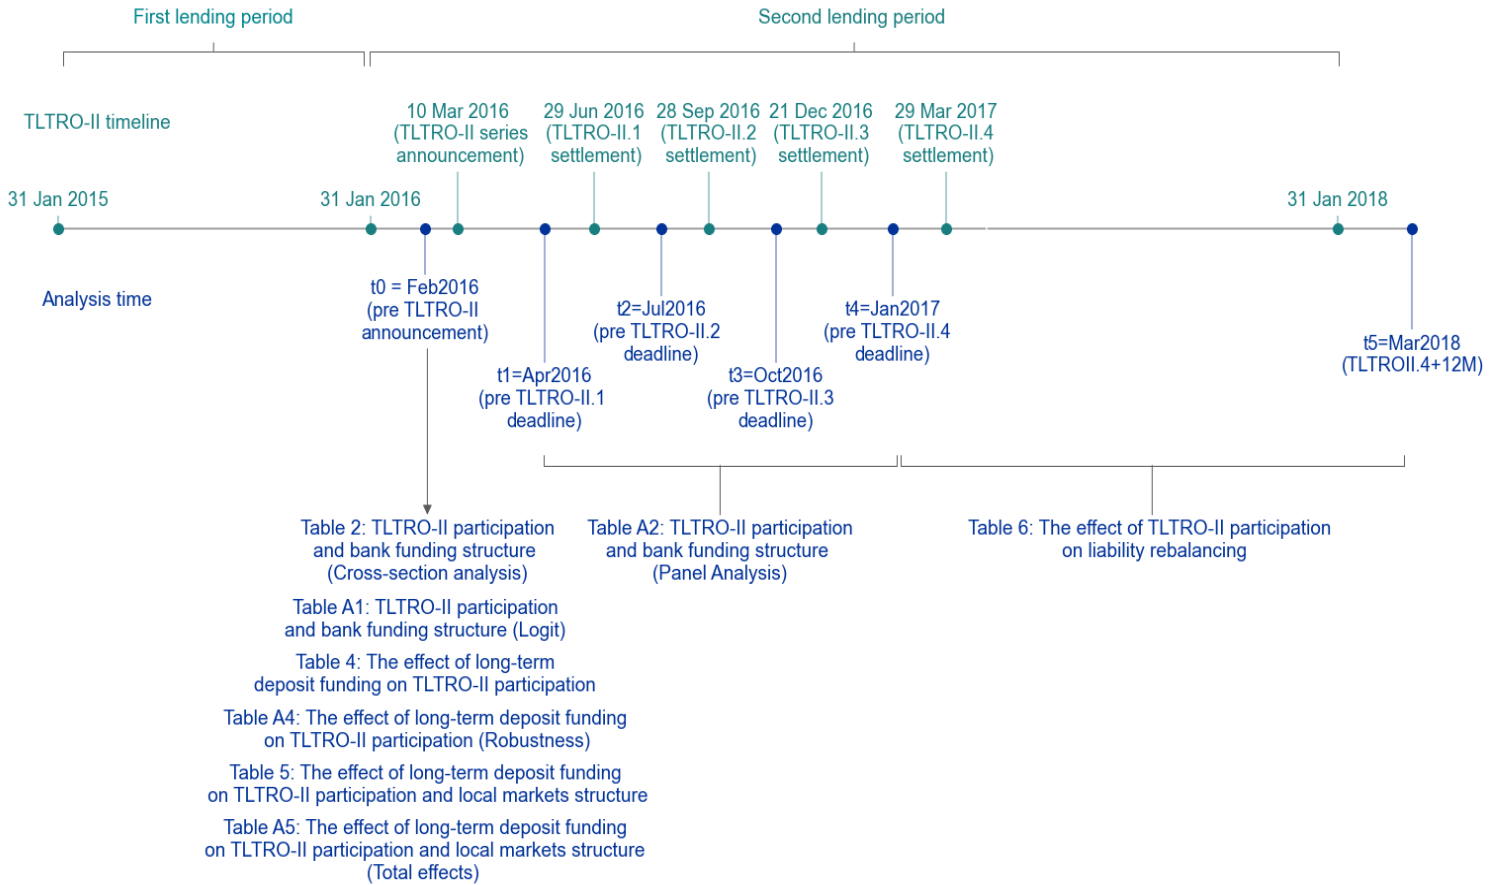 First lending period
Second lending period
TLTRO-II timeline
10 Mar 2016
(TLTRO-II series
announcement)
29 Jun 2016
(TLTRO-II.1
settlement)
28 Sep 2016
(TLTRO-II.2
settlement)
21 Dec 2016
(TLTRO-II.3
settlement)
29 Mar 2017
(TLTRO-II.4
settlement)
31 Jan 2015
31 Jan 2016
31 Jan 2018
Analysis time
t0 = Feb2016
(pre TLTRO-II
announcement)
t1=Apr2016
(pre TLTRO-II.1
deadline)
t2=Jul2016
(pre TLTRO-II.2
deadline)
t3=Oct2016
(pre TLTRO-II.3
deadline)
t4=Jan2017
(pre TLTRO-II.4
deadline)
t5=Mar2018
(TLTROII.4+12M)
Table 2: TLTRO-II participation
and bank funding structure
(Cross-section analysis)
Table A1: TLTRO-II participation
and bank funding structure (Logit)
Table 4: The effect of long-term
deposit funding on TLTRO-II participation
Table A4: The effect of long-term deposit funding
on TLTRO-II participation (Robustness)
Table 5: The effect of long-term deposit funding
on TLTRO-II participation and local markets structure
Table A5: The effect of long-term deposit funding
on TLTRO-II participation and local markets structure
(Total effects)
Table A2: TLTRO-II participation
and bank funding structure
(Panel Analysis)
Table 6: The effect of TLTRO-II participation
on liability rebalancing